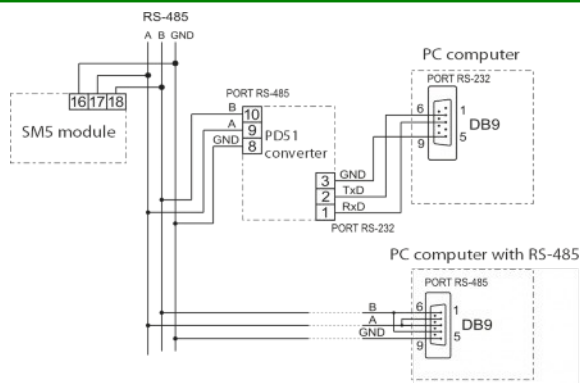 RS-485
A B GND
PC computer
PORT RS-232
6
1
DB9
9
5
16 17 18
SM5 module
PORT RS-485
B 10
A 9
GND 8
PD51
converter
3 GND
2 TxD
1 RxD
PORT RS-232
PC computer with RS-485
PORT RS-485
B
A
GND
6
1
DB9
9
5